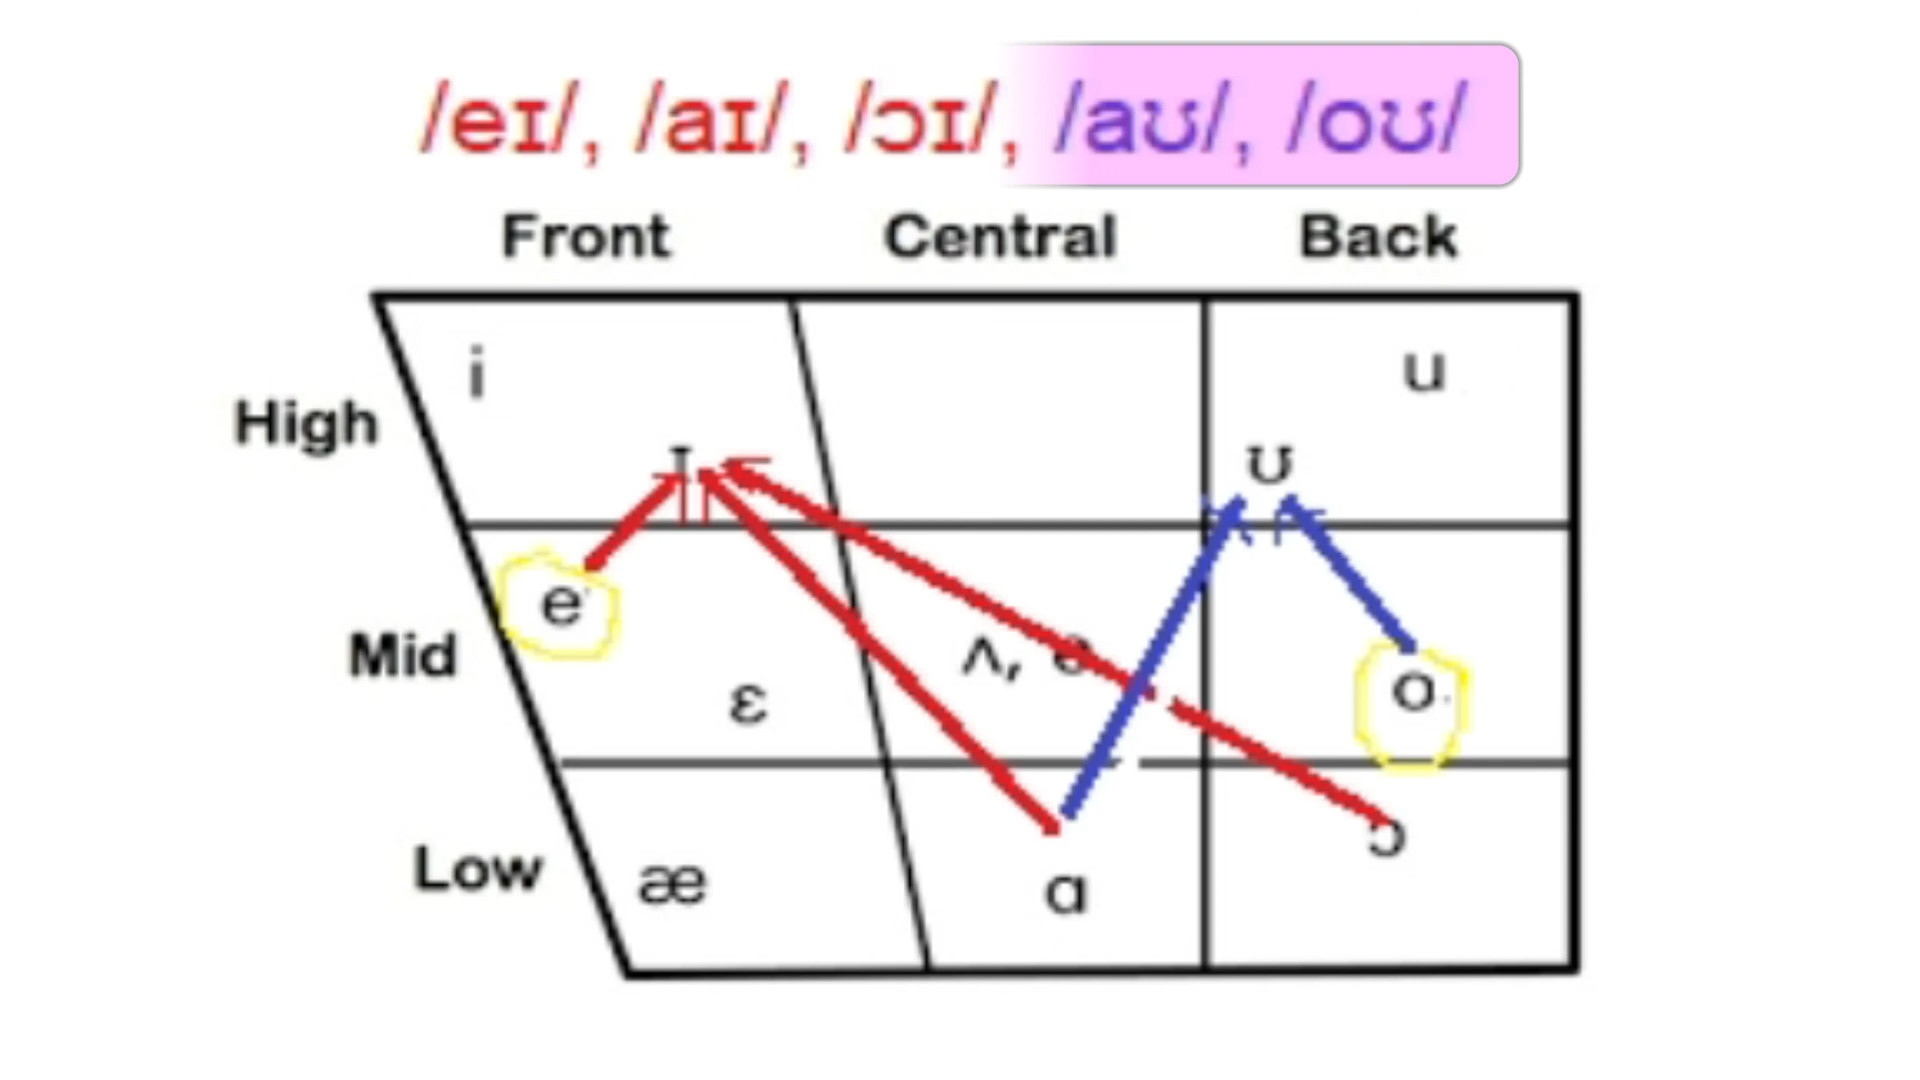 /eɪ/, /aɪ/, /ɔɪ/, /aʊ/, /oʊ/
Front Central Back
i u
High
ɪ ʊ
e
Mid ʌ, ə o
ɛ
ɔ
Low æ ɑ